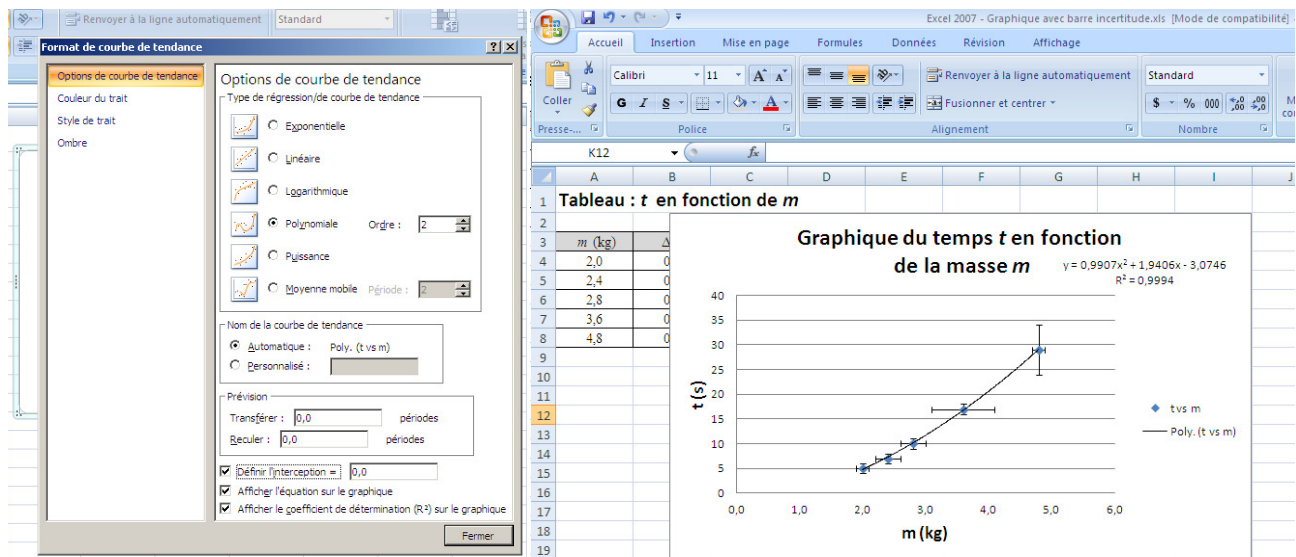 Renvoyer à la ligne automatiquement
Standard
Format de courbe de tendance
Options de courbe de tendance
Couleur du trait
Style de trait
Ombre
Options de courbe de tendance
Type de régression/de courbe de tendance
Exponentielle
Linéaire
Logarithmique
Polynomiale Ordre : 2
Puissance
Moyenne mobile Période : 2
Nom de la courbe de tendance
Automatique : Poly. (t vs m)
Personnalisé :
Prévision
Transférer : 0,0 périodes
Reculer : 0,0 périodes
Définir l'interception = 0,0
Afficher l'équation sur le graphique
Afficher le coefficient de détermination (R²) sur le graphique
Fermer
Excel 2007 - Graphique avec barre incertitude.xls [Mode de compatibilité]
Accueil Insertion Mise en page Formules Données Révision Affichage
Calibri 11 A A Renvoyer à la ligne automatiquement Standard
Coller G I S A Fusionner et centrer $ % 000 ,0 ,00 ,00 ,0
Presse-... Police Alignement Nombre
K12 fx
A B C D E F G H I J
1 Tableau : t en fonction de m
2
3 m (kg) Δ
4 2,0 0
5 2,4 0
6 2,8 0
7 3,6 0
8 4,8 0
9
10
11
12
13
14
15
16
17
18
19
Graphique du temps t en fonction
de la masse m
y = 0,9907x² + 1,9406x - 3,0746
R² = 0,9994
40
35
30
25
20
15
10
5
0
t (s)
0,0 1,0 2,0 3,0 4,0 5,0 6,0
m (kg)
t vs m
Poly. (t vs m)